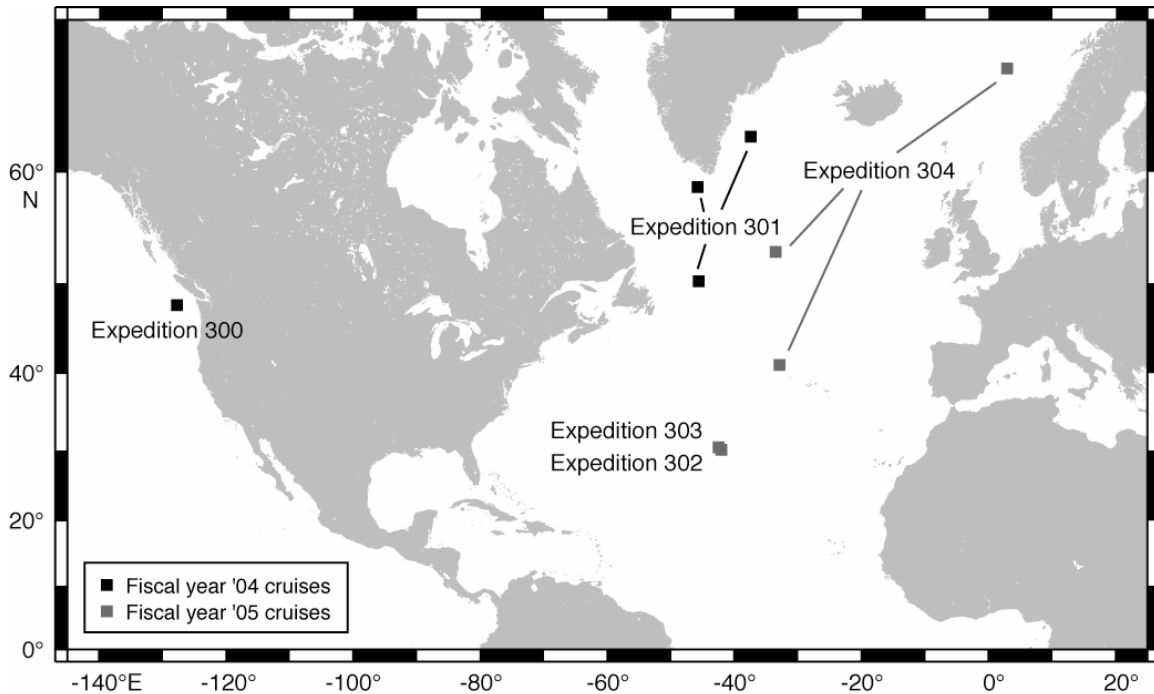 60°
N
40°
20°
0°
Expedition 304
Expedition 301
Expedition 300
Expedition 303
Expedition 302
Fiscal year '04 cruises
Fiscal year '05 cruises
-140°E -120° -100° -80° -60° -40° -20° -0° 20°